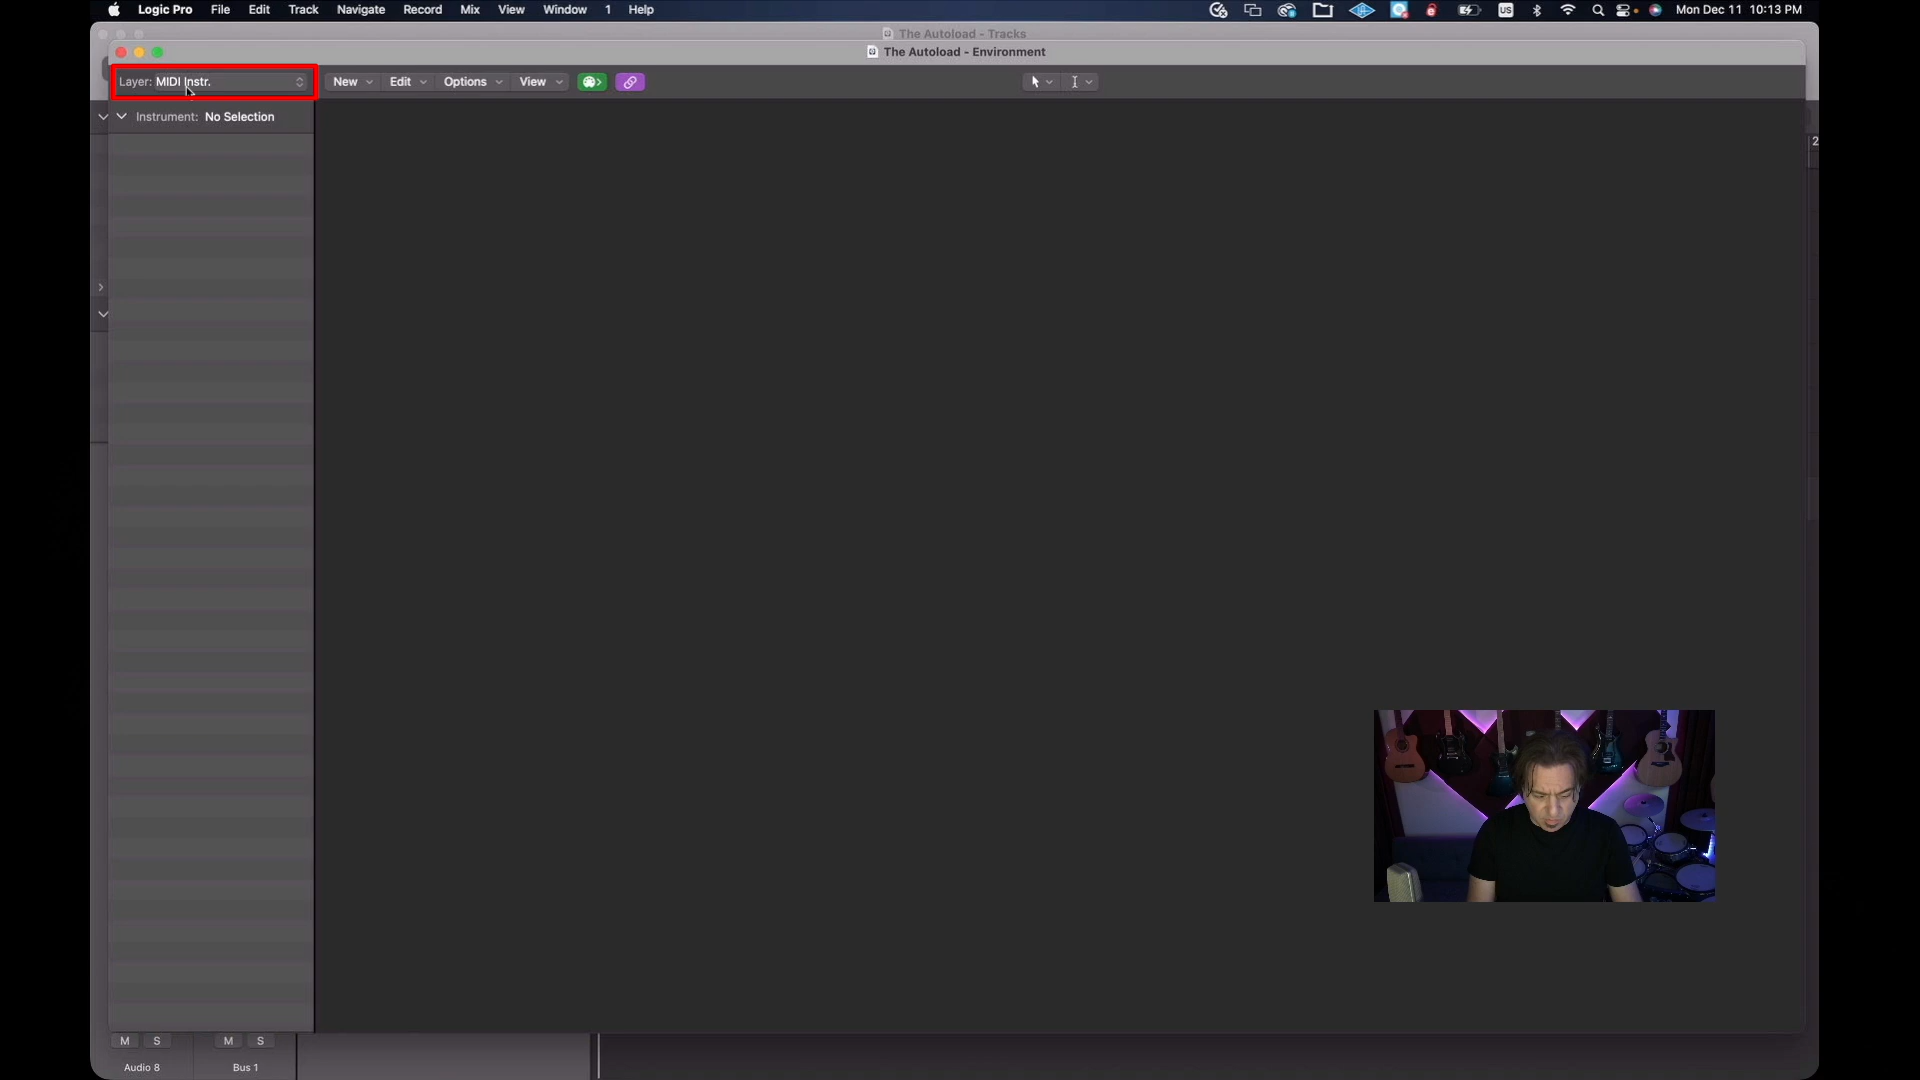 Logic Pro File Edit Track Navigate Record Mix View Window 1 Help US Mon Dec 11 10:13 PM
The Autoload - Tracks
The Autoload - Environment
Layer: MIDI Instr. New Edit Options View
Instrument: No Selection
2
M S M S
Audio 8 Bus 1